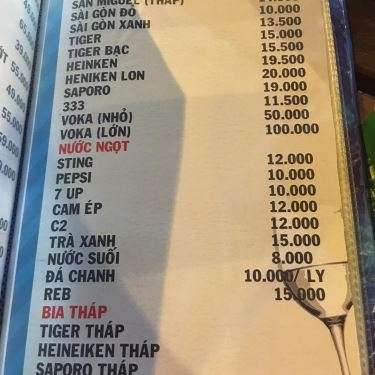 SAN MIGUEL (THÁP)
SÀI GÒN ĐỎ 10.000
SÀI GÒN XANH 13.500
TIGER 15.000
TIGER BẠC 15.500
HEINKEN 19.500
HENIKEN LON 20.000
SAPORO 19.000
333 11.500
VOKA (NHỎ) 50.000
VOKA (LỚN) 100.000
NƯỚC NGỌT
STING 12.000
PEPSI 10.000
7 UP 10.000
CAM ÉP 12.000
C2 12.000
TRÀ XANH 15.000
NƯỚC SUỐI 8.000
ĐÁ CHANH 10.000/ LY
REB 15.000
BIA THÁP
TIGER THÁP
HEINEIKEN THÁP
SAPORO THÁP